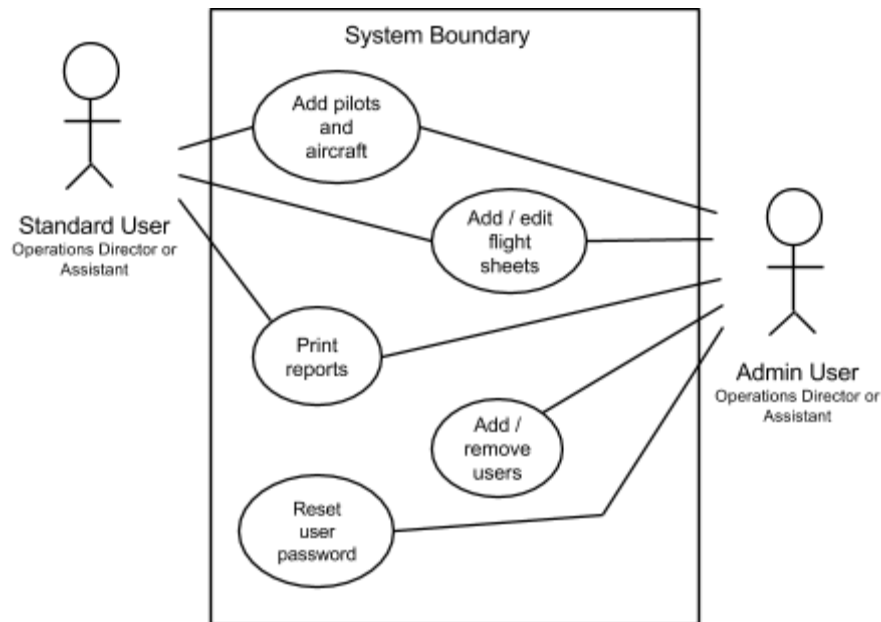 System Boundary
Add pilots
and
aircraft
Standard User
Operations Director or
Assistant
Add / edit
flight
sheets
Print
reports
Admin User
Operations Director or
Assistant
Add /
remove
users
Reset
user
password